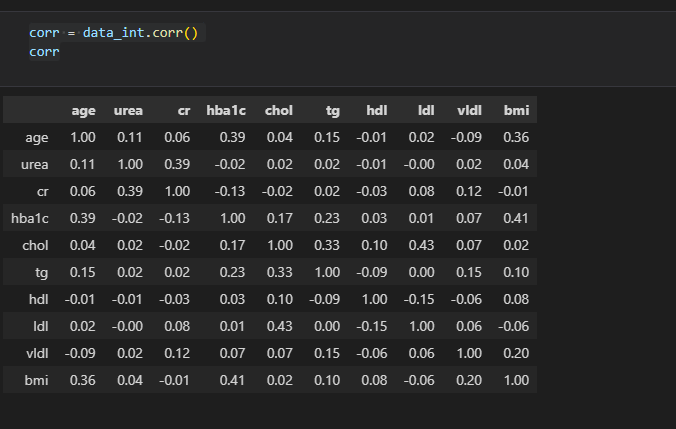 corr = data_int.corr()
corr
age urea cr hba1c chol tg hdl ldl vldl bmi
age 1.00 0.11 0.06 0.39 0.04 0.15 -0.01 0.02 -0.09 0.36
urea 0.11 1.00 0.39 -0.02 0.02 0.02 -0.01 -0.00 0.02 0.04
cr 0.06 0.39 1.00 -0.13 -0.02 0.02 -0.03 0.08 0.12 -0.01
hba1c 0.39 -0.02 -0.13 1.00 0.17 0.23 0.03 0.01 0.07 0.41
chol 0.04 0.02 -0.02 0.17 1.00 0.33 0.10 0.43 0.07 0.02
tg 0.15 0.02 0.02 0.23 0.33 1.00 -0.09 0.00 0.15 0.10
hdl -0.01 -0.01 -0.03 0.03 0.10 -0.09 1.00 -0.15 -0.06 0.08
ldl 0.02 -0.00 0.08 0.01 0.43 0.00 -0.15 1.00 0.06 -0.06
vldl -0.09 0.02 0.12 0.07 0.07 0.15 -0.06 0.06 1.00 0.20
bmi 0.36 0.04 -0.01 0.41 0.02 0.10 0.08 -0.06 0.20 1.00